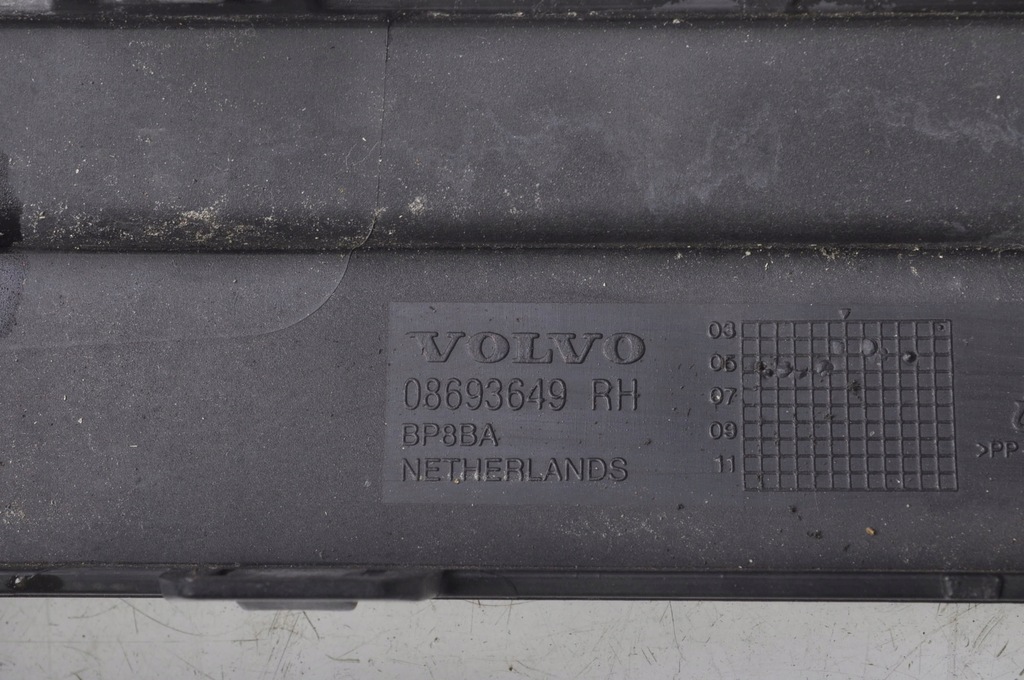 VOLVO
08693649 RH
BP8BA
NETHERLANDS
03
05
07
09
11
>PP-